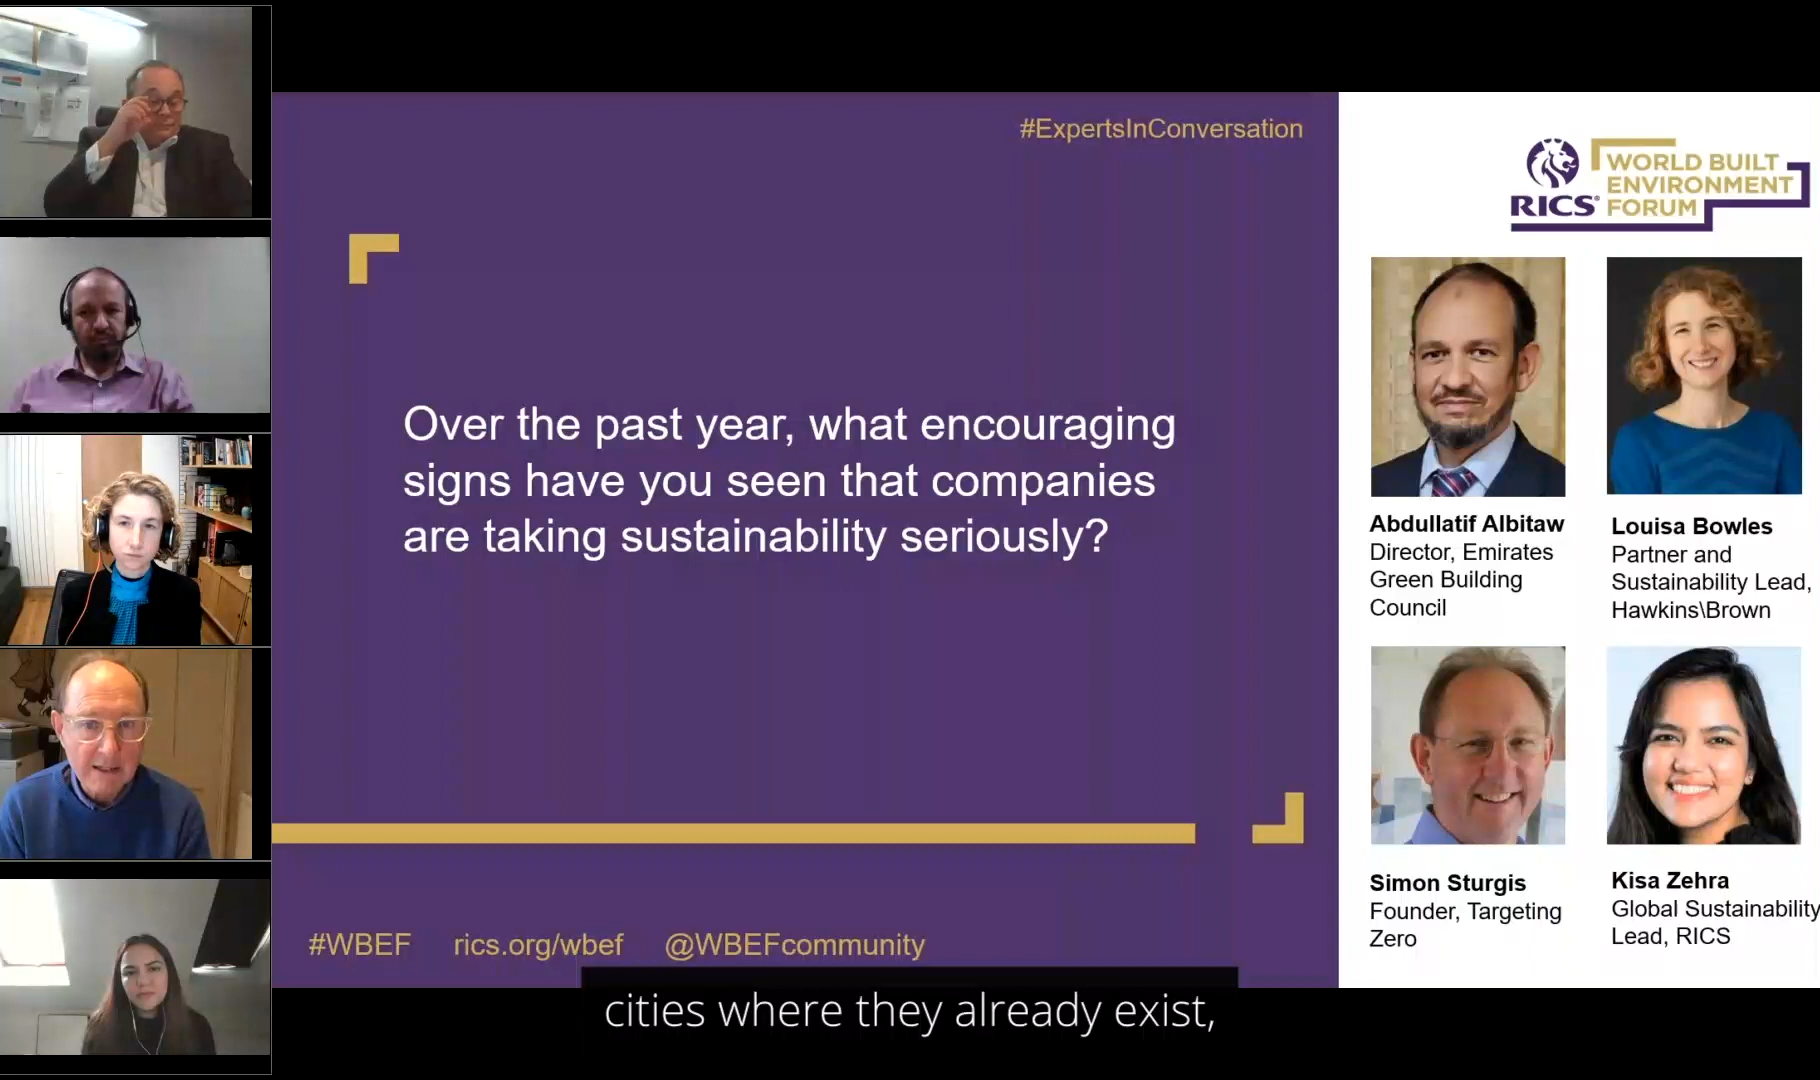 #ExpertsInConversation
Over the past year, what encouraging
signs have you seen that companies
are taking sustainability seriously?
#WBEF rics.org/wbef @WBEFcommunity
RICS®
WORLD BUILT
ENVIRONMENT
FORUM
Abdullatif Albitaw
Director, Emirates
Green Building
Council
Louisa Bowles
Partner and
Sustainability Lead,
Hawkins\Brown
Simon Sturgis
Founder, Targeting
Zero
Kisa Zehra
Global Sustainability
Lead, RICS
cities where they already exist,